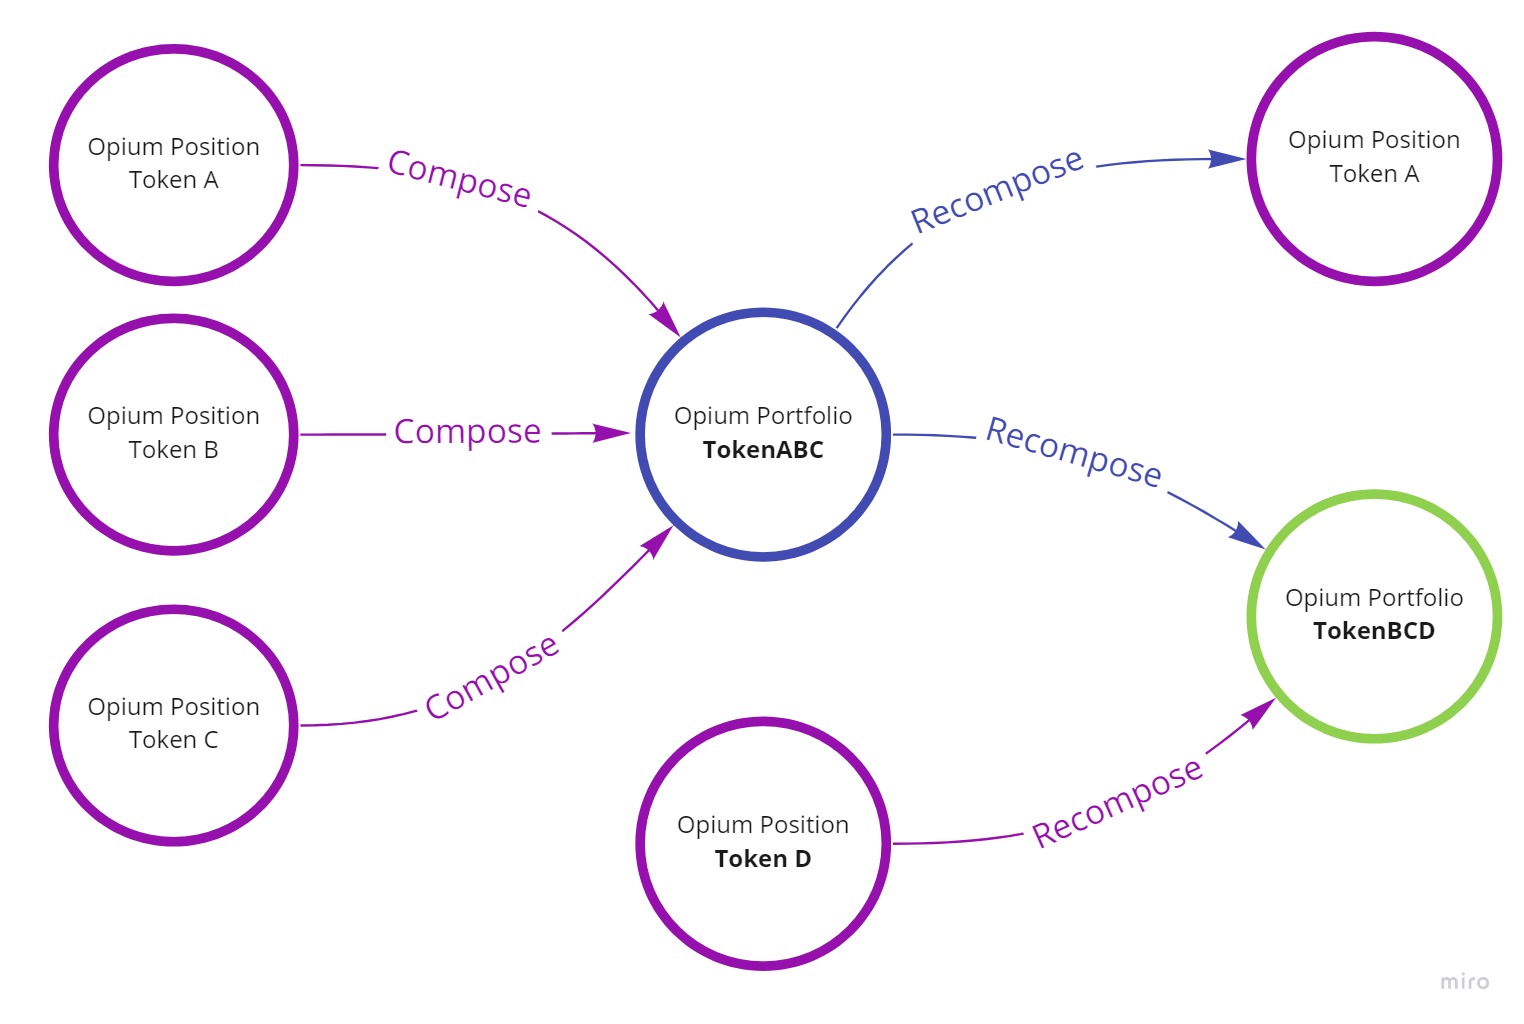 Opium Position
Token A
Compose
Recompose
Opium Position
Token A
Opium Position
Token B
Compose
Opium Portfolio
TokenABC
Recompose
Opium Portfolio
TokenBCD
Opium Position
Token C
Compose
Opium Position
Token D
Recompose
miro